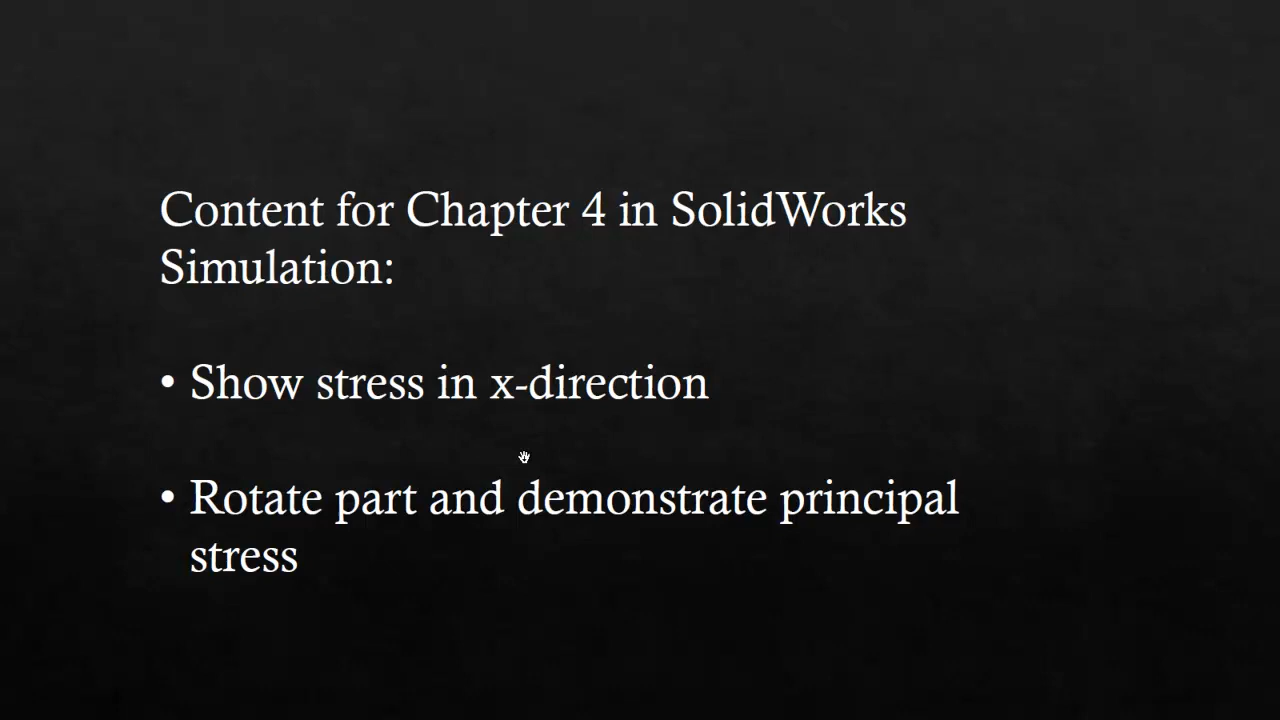 Content for Chapter 4 in SolidWorks
Simulation:
• Show stress in x-direction
• Rotate part and demonstrate principal
stress